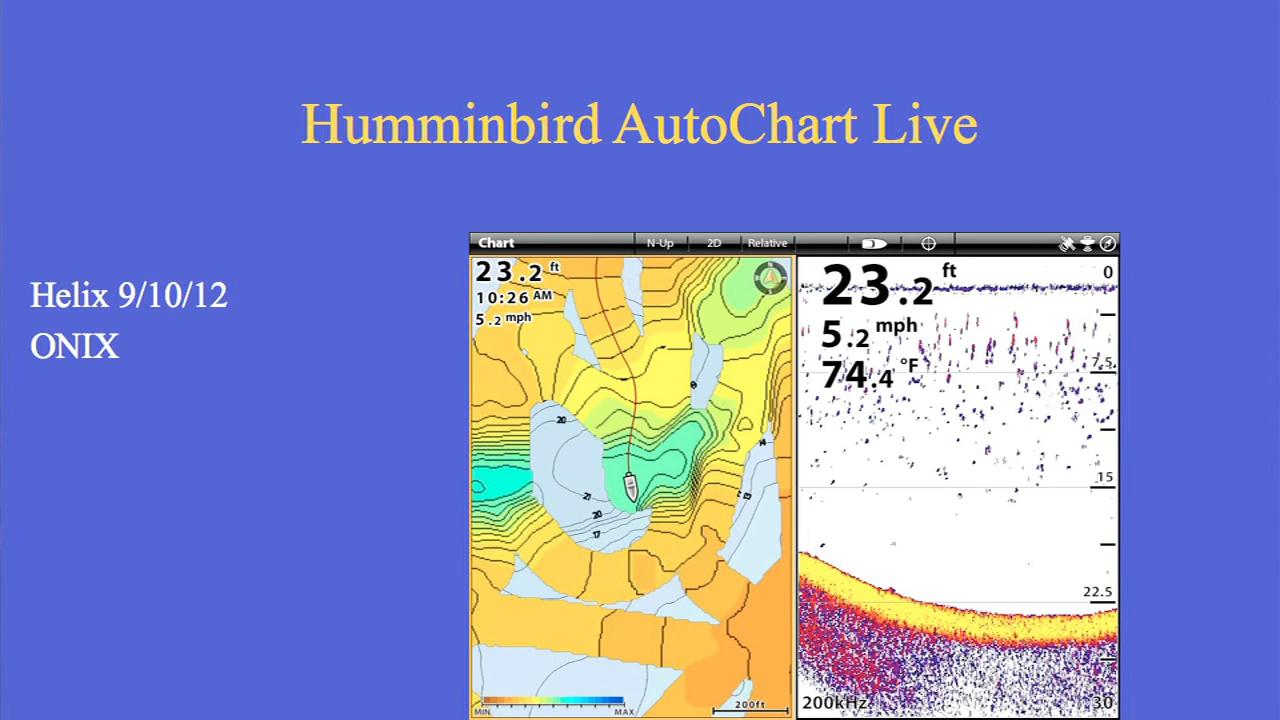 Humminbird AutoChart Live
Helix 9/10/12
ONIX
Chart N-Up 2D Relative
23.2 ft
10:26 AM
5.2 mph
20
21
20
17
14
13
200ft
MIN MAX
23.2 ft
5.2 mph
74.4 °F
0
7.5
15
22.5
30
200kHz